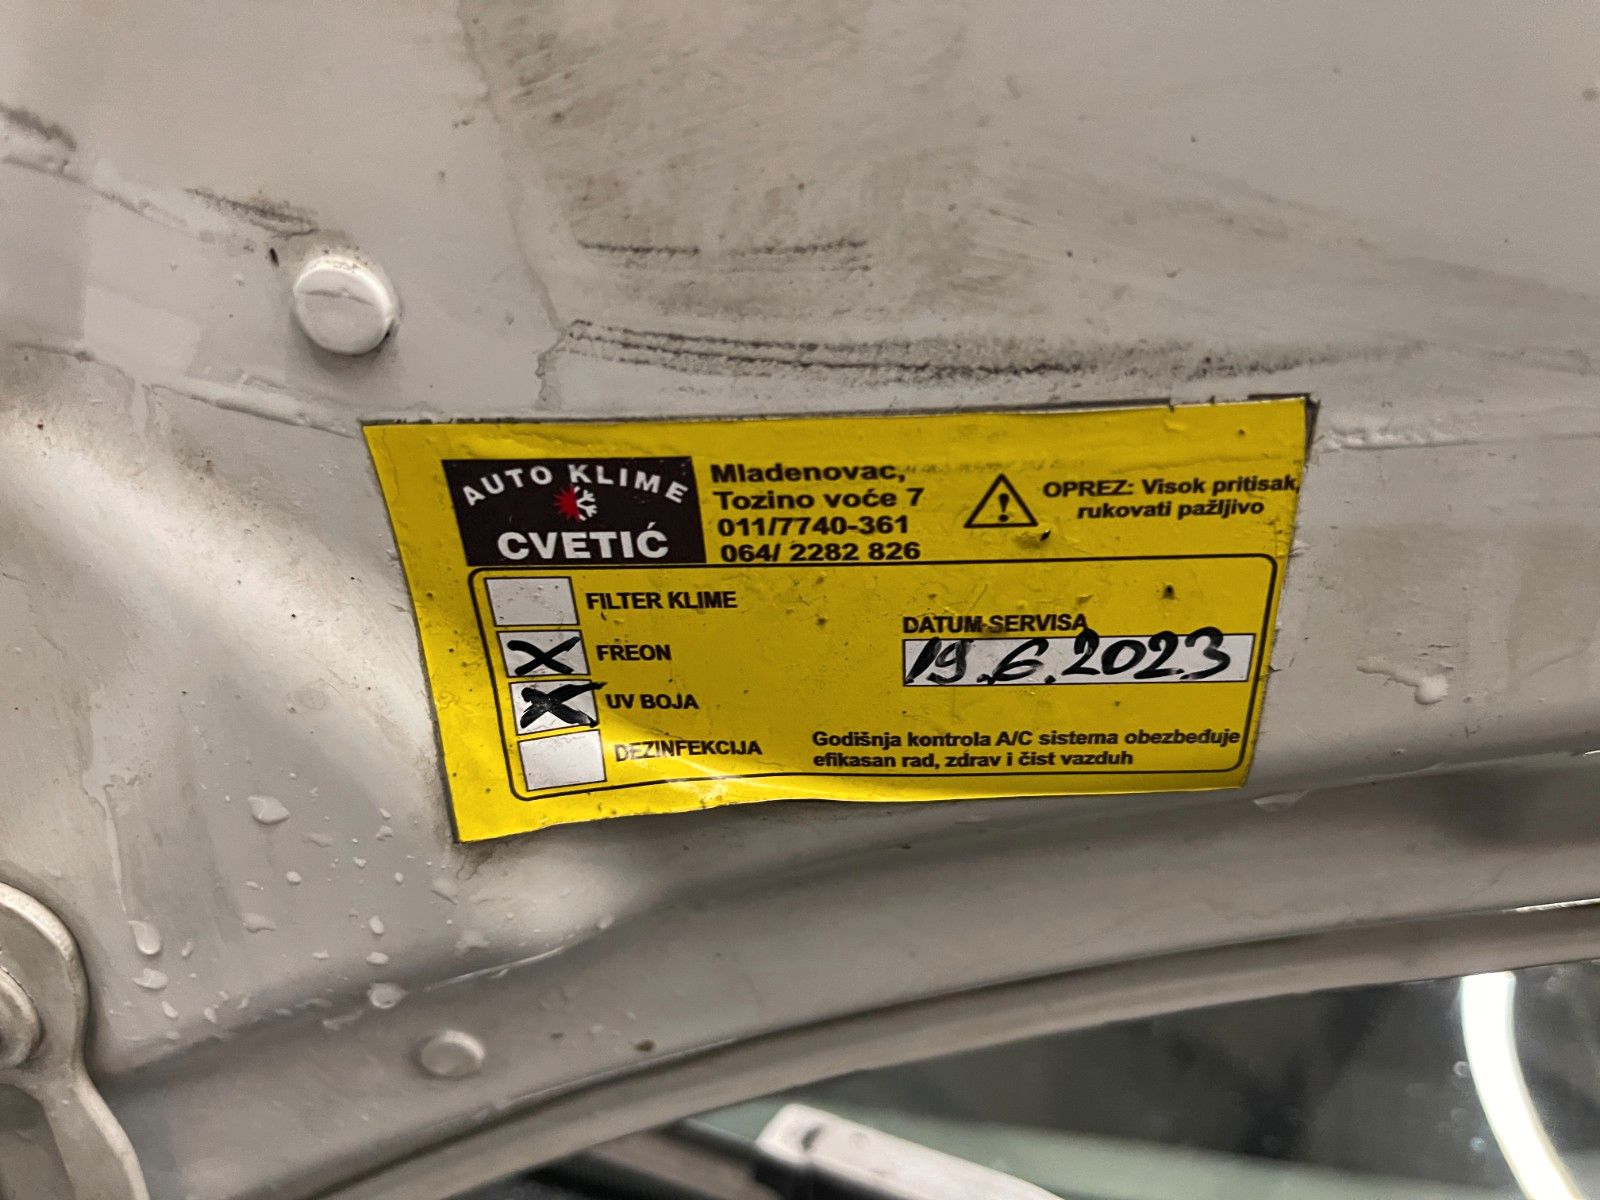 AUTO KLIME
CVETIĆ
Mladenovac,
Tozino voće 7
011/7740-361
064/ 2282 826
OPREZ: Visok pritisak,
rukovati pažljivo
FILTER KLIME
X FREON
X UV BOJA
DEZINFEKCIJA
DATUM SERVISA
19.6.2023
Godišnja kontrola A/C sistema obezbeđuje
efikasan rad, zdrav i čist vazduh